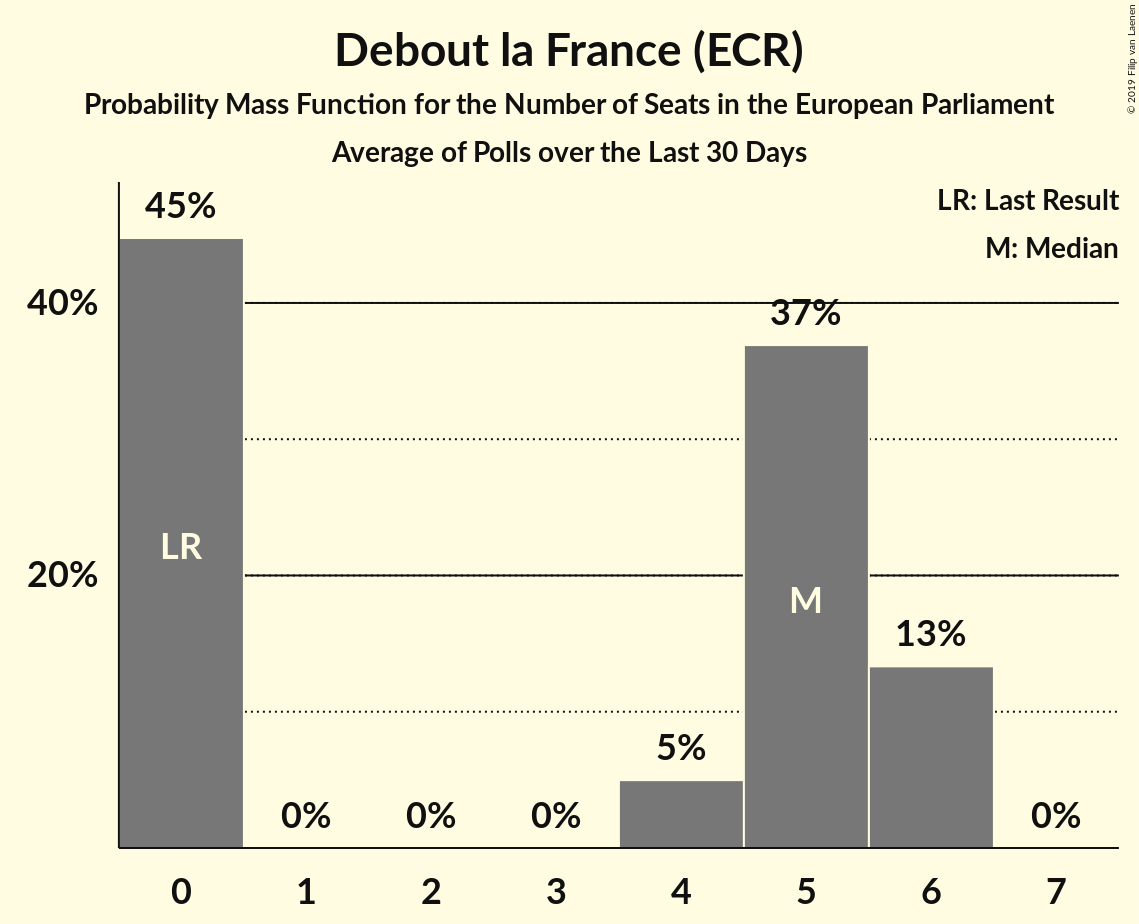 Debout la France (ECR)
Probability Mass Function for the Number of Seats in the European Parliament
Average of Polls over the Last 30 Days
© 2019 Filip van Laenen
LR: Last Result
M: Median
45%
40%
37%
LR
20%
M
13%
5%
0% 0% 0% 0%
0 1 2 3 4 5 6 7